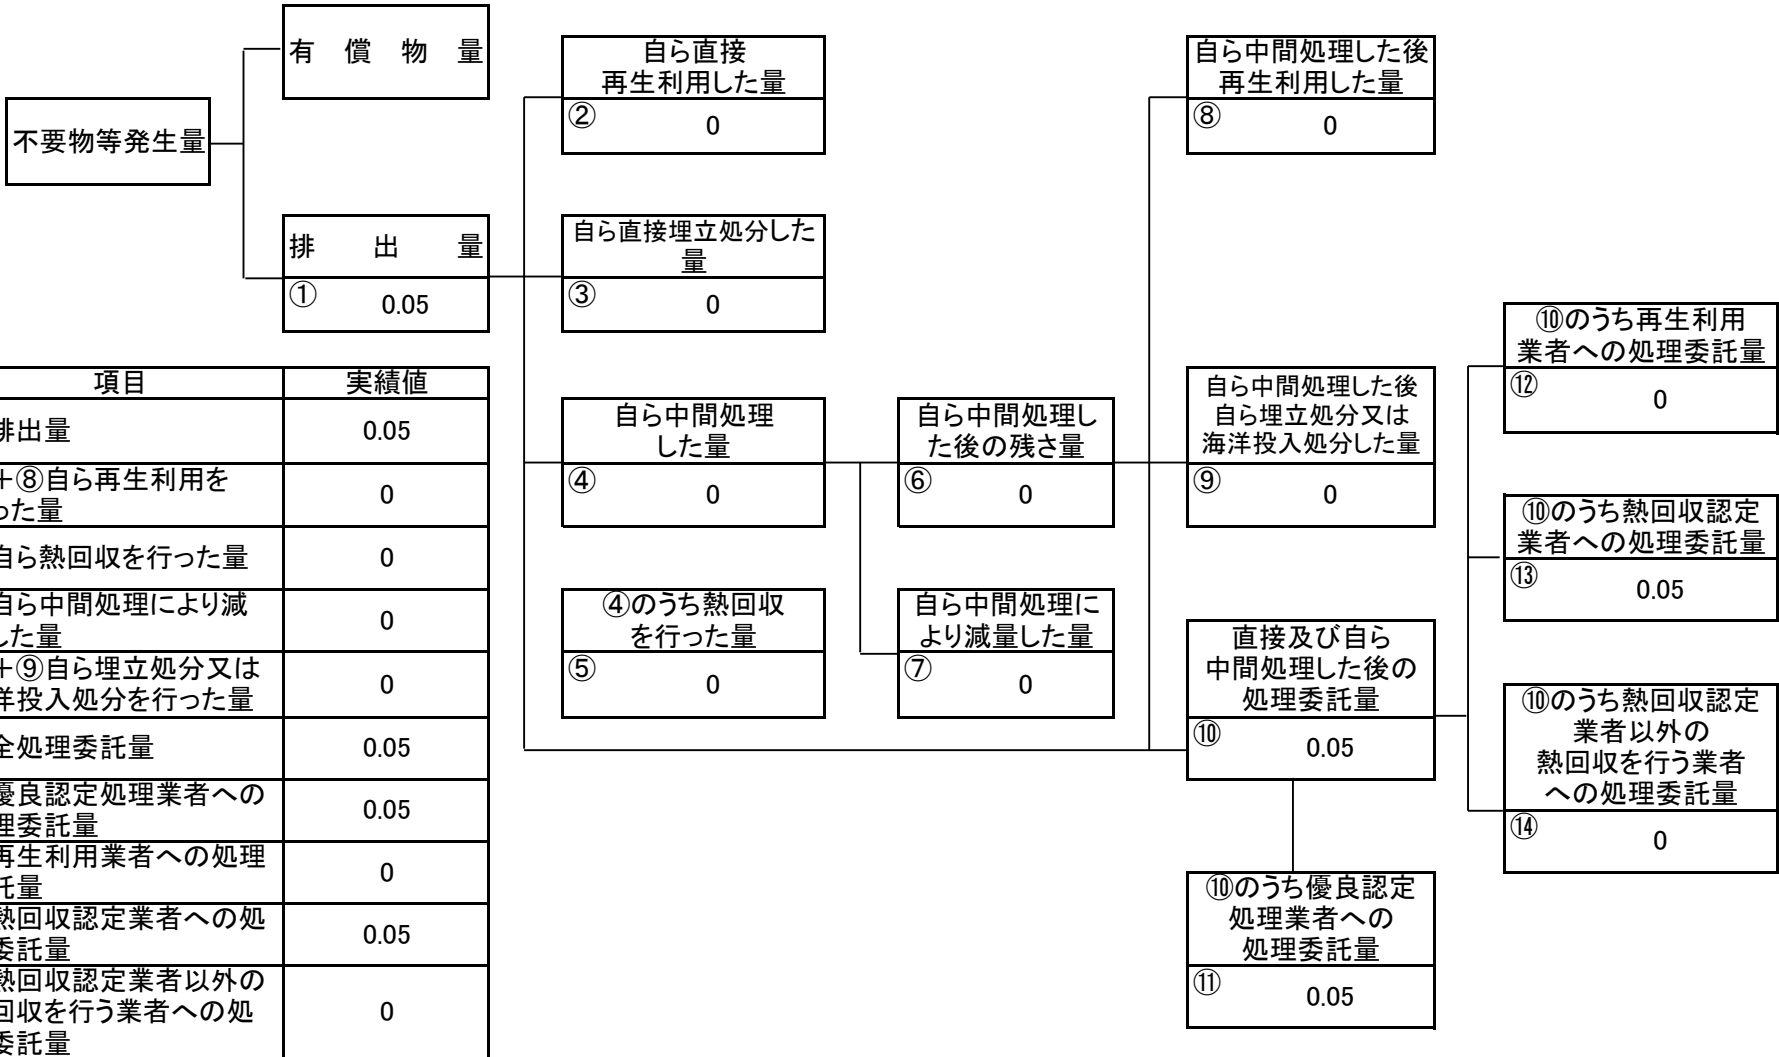 有償物量
不要物等発生量
排出量
① 0.05
自ら直接
再生利用した量
② 0
自ら直接埋立処分した
量
③ 0
自ら中間処理
した量
④ 0
④のうち熱回収
を行った量
⑤ 0
自ら中間処理し
た後の残さ量
⑥ 0
自ら中間処理に
より減量した量
⑦ 0
自ら中間処理した後
再生利用した量
⑧ 0
自ら中間処理した後
自ら埋立処分又は
海洋投入処分した量
⑨ 0
直接及び自ら
中間処理した後の
処理委託量
⑩ 0.05
⑩のうち優良認定
処理業者への
処理委託量
⑪ 0.05
⑩のうち再生利用
業者への処理委託量
⑫ 0
⑩のうち熱回収認定
業者への処理委託量
⑬ 0.05
⑩のうち熱回収認定
業者以外の
熱回収を行う業者
への処理委託量
⑭ 0
項目 実績値
排出量 0.05
+⑧自ら再生利用を
った量 0
自ら熱回収を行った量 0
自ら中間処理により減
した量 0
+⑨自ら埋立処分又は
洋投入処分を行った量 0
全処理委託量 0.05
優良認定処理業者への
理委託量 0.05
再生利用業者への処理
託量 0
熱回収認定業者への処
委託量 0.05
熱回収認定業者以外の
回収を行う業者への処
委託量 0